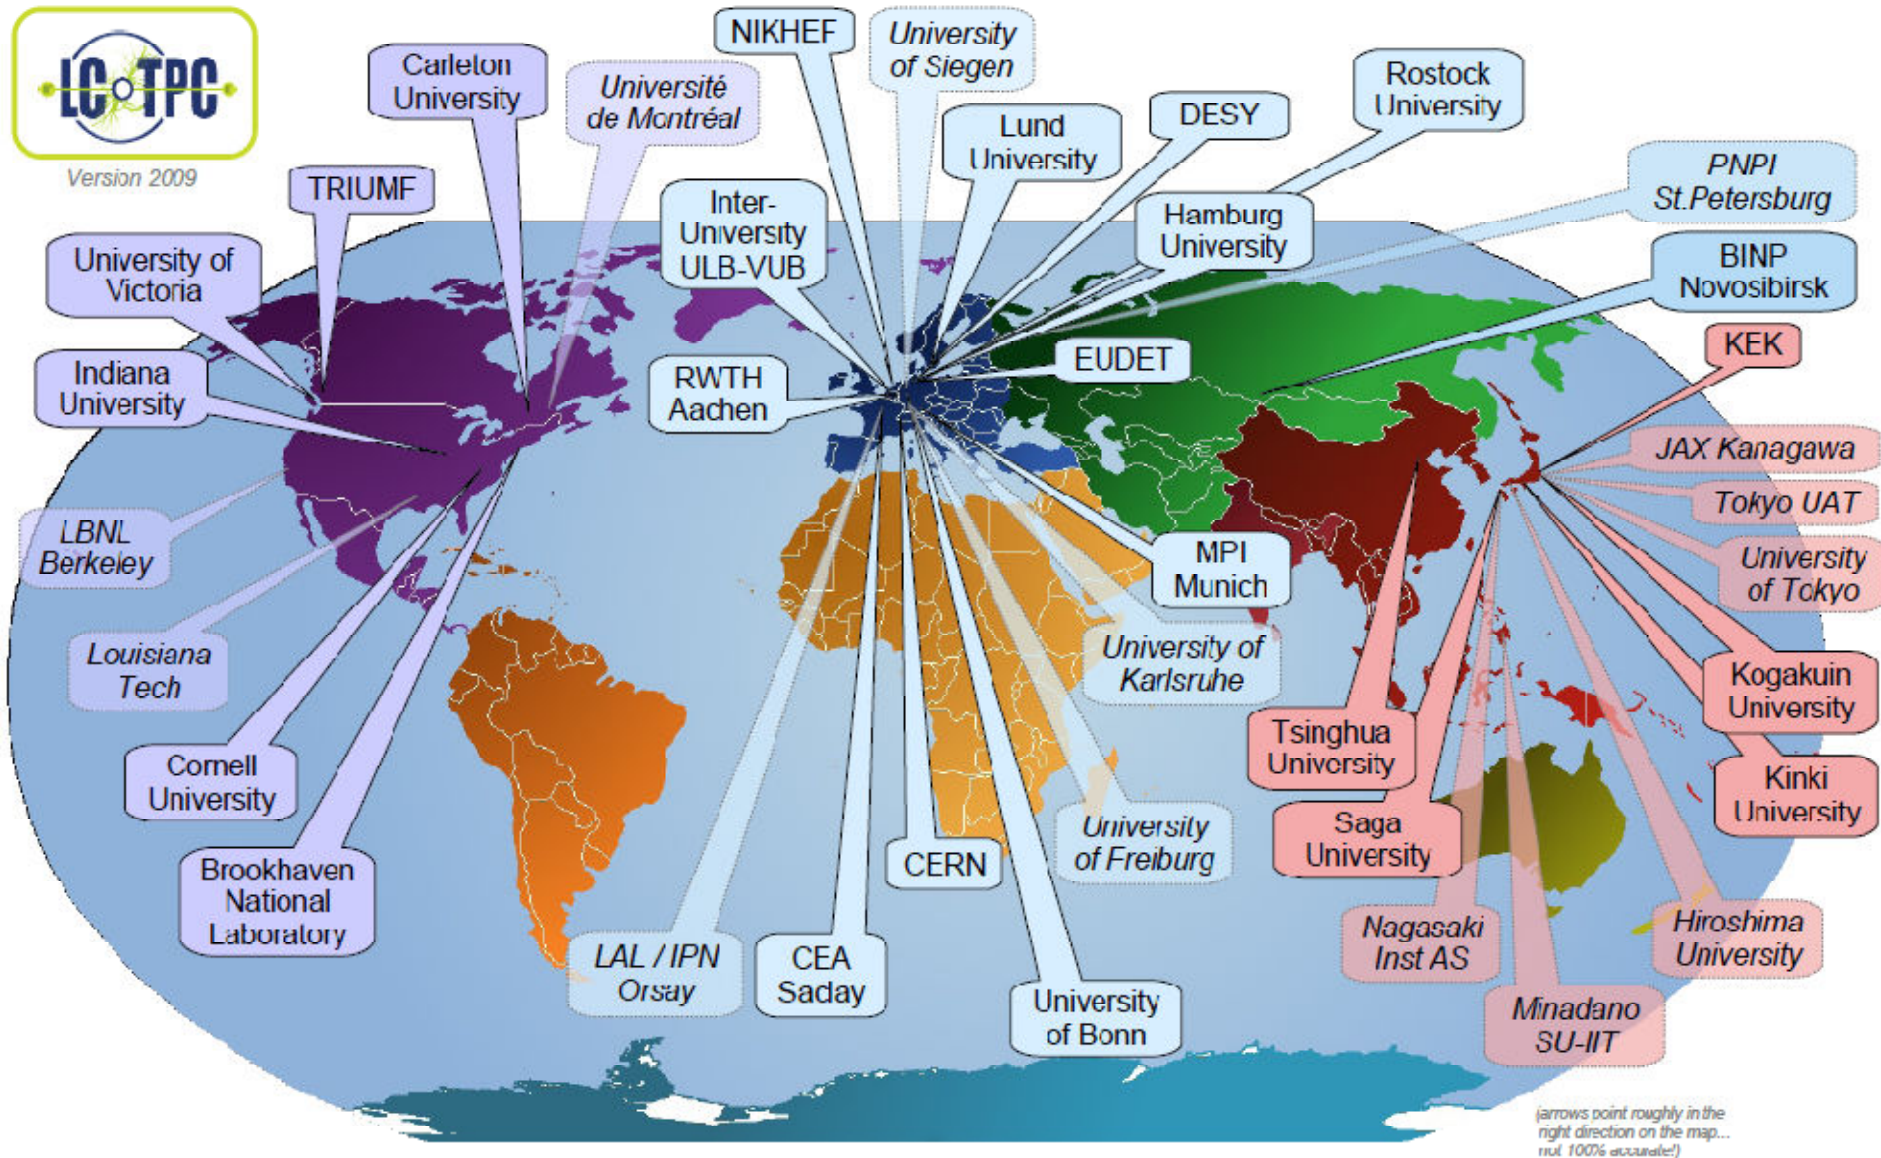 LC TPC
Version 2009
NIKHEF
University
of Siegen
Carleton
University
Université
de Montréal
Rostock
University
Lund
University
DESY
PNPI
St.Petersburg
TRIUMF
Inter-
University
ULB-VUB
Hamburg
University
University of
Victoria
BINP
Novosibirsk
KEK
EUDET
Indiana
University
RWTH
Aachen
JAX Kanagawa
Tokyo UAT
LBNL
Berkeley
MPI
Munich
University
of Tokyo
Louisiana
Tech
University of
Karlsruhe
Kogakuin
University
Tsinghua
University
Cornell
University
Kinki
University
Saga
University
University
of Freiburg
CERN
Brookhaven
National
Laboratory
Nagasaki
Inst AS
Hiroshima
University
LAL / IPN
Orsay
CEA
Saclay
University
of Bonn
Minadano
SU-IIT
(arrows point roughly in the
right direction on the map...
not 100% accurate!)